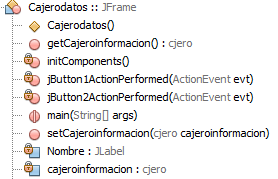 Cajerodatos :: JFrame
Cajerodatos()
getCajeroinformacion() : cjero
initComponents()
jButton1ActionPerformed(ActionEvent evt)
jButton2ActionPerformed(ActionEvent evt)
main(String[] args)
setCajeroinformacion(cjero cajeroinformacion)
Nombre : JLabel
cajeroinformacion : cjero